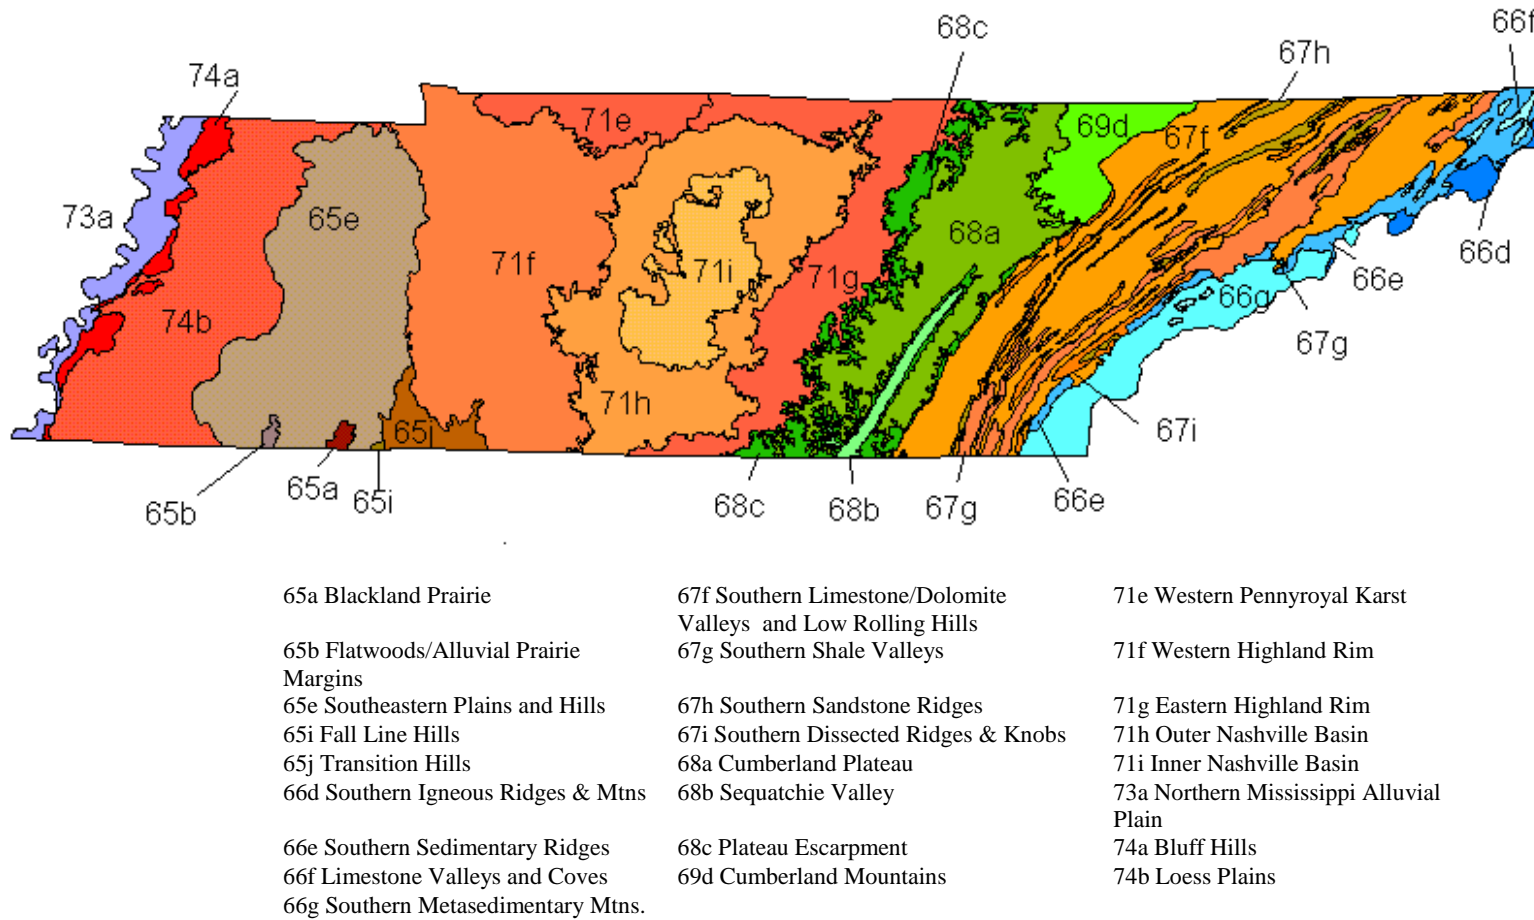 68c
66f
67h
74a
71e
69d
67f
73a
65e
68a
71f
71i
71g
66d
66e
66g
74b
67g
71h
65j
67i
65a
65i
65b
68c
68b
67g
66e
65a Blackland Prairie
67f Southern Limestone/Dolomite
Valleys and Low Rolling Hills
71e Western Pennyroyal Karst
65b Flatwoods/Alluvial Prairie
Margins
67g Southern Shale Valleys
71f Western Highland Rim
65e Southeastern Plains and Hills
67h Southern Sandstone Ridges
71g Eastern Highland Rim
65i Fall Line Hills
67i Southern Dissected Ridges & Knobs
71h Outer Nashville Basin
65j Transition Hills
68a Cumberland Plateau
71i Inner Nashville Basin
66d Southern Igneous Ridges & Mtns
68b Sequatchie Valley
73a Northern Mississippi Alluvial
Plain
66e Southern Sedimentary Ridges
68c Plateau Escarpment
74a Bluff Hills
66f Limestone Valleys and Coves
69d Cumberland Mountains
74b Loess Plains
66g Southern Metasedimentary Mtns.